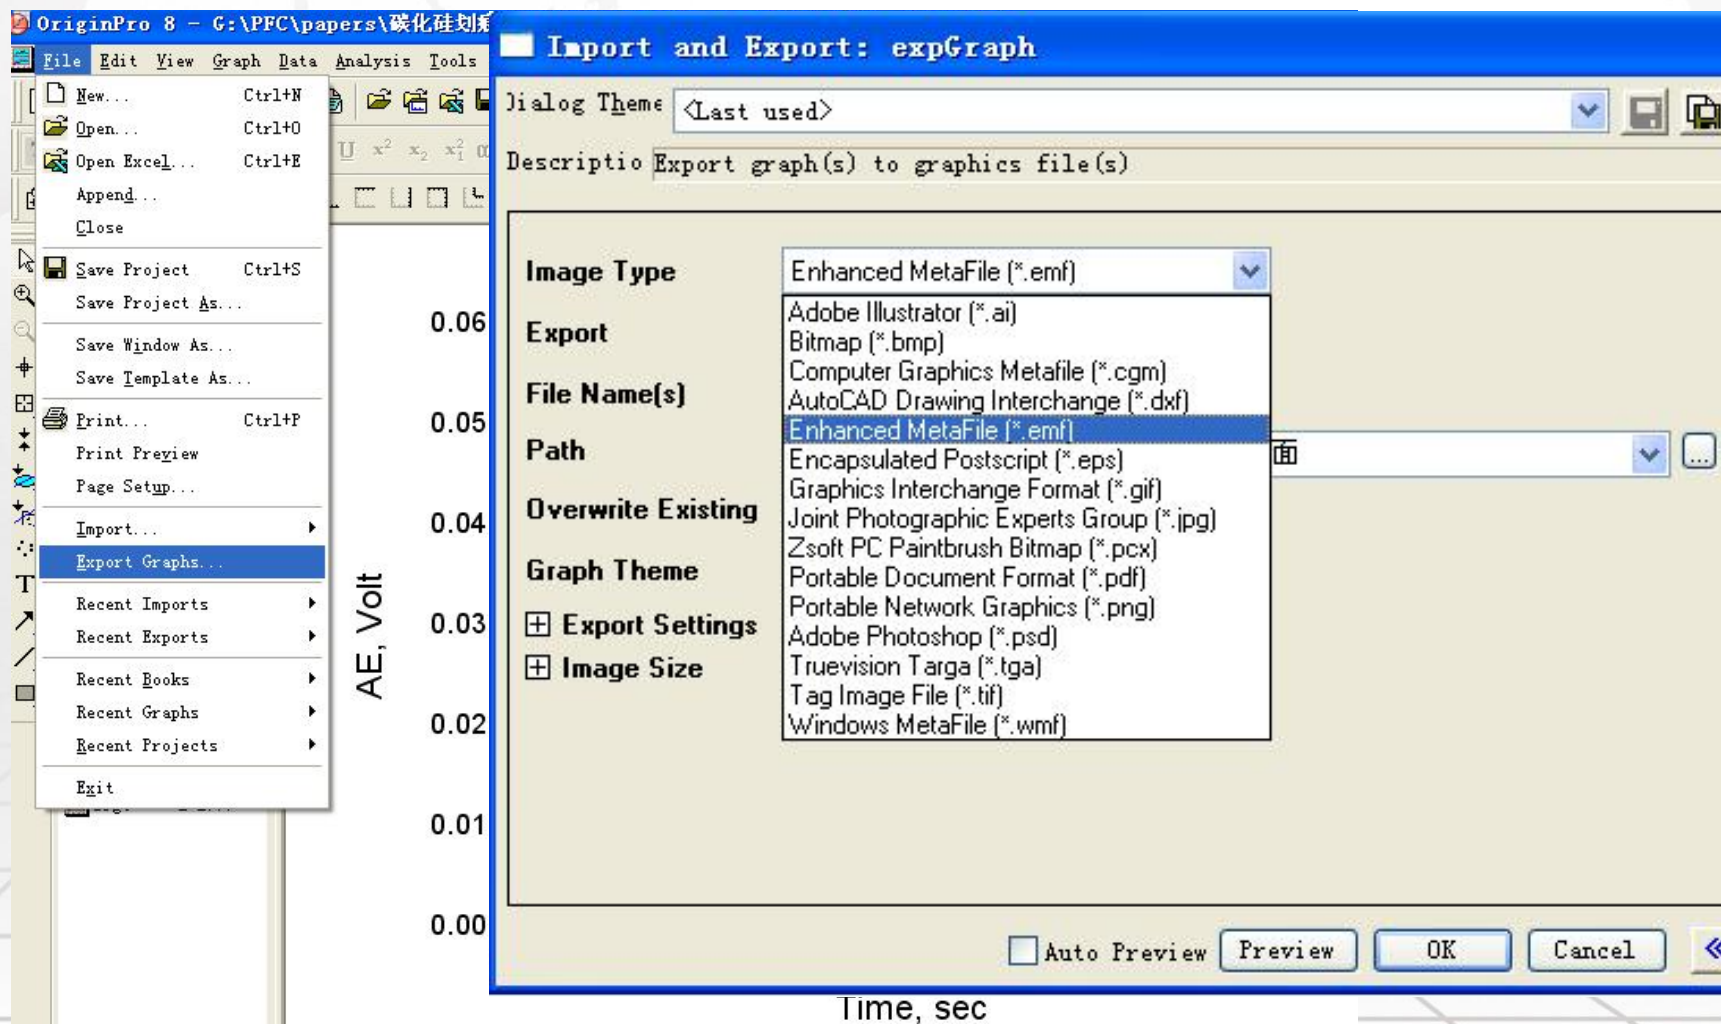 OriginPro 8 - G:\PFC\papers\碳化硅划痕
File Edit View Graph Data Analysis Tools
New... Ctrl+N
Open... Ctrl+O
Open Excel... Ctrl+E
Append...
Close
Save Project Ctrl+S
Save Project As...
Save Window As...
Save Template As...
Print... Ctrl+P
Print Preview
Page Setup...
Import...
Export Graphs...
Recent Imports
Recent Exports
Recent Books
Recent Graphs
Recent Projects
Exit
U x² x₂
T
AE, Volt
0.06
0.05
0.04
0.03
0.02
0.01
0.00
Time, sec
Import and Export: expGraph
Dialog Theme <Last used>
Descriptio Export graph(s) to graphics file(s)
Image Type Enhanced MetaFile (*.emf)
Export
File Name(s)
Path 面 ...
Overwrite Existing
Graph Theme
Export Settings
Image Size
Adobe Illustrator (*.ai)
Bitmap (*.bmp)
Computer Graphics Metafile (*.cgm)
AutoCAD Drawing Interchange (*.dxf)
Enhanced MetaFile (*.emf)
Encapsulated Postscript (*.eps)
Graphics Interchange Format (*.gif)
Joint Photographic Experts Group (*.jpg)
Zsoft PC Paintbrush Bitmap (*.pcx)
Portable Document Format (*.pdf)
Portable Network Graphics (*.png)
Adobe Photoshop (*.psd)
Truevision Targa (*.tga)
Tag Image File (*.tif)
Windows MetaFile (*.wmf)
Auto Preview Preview OK Cancel